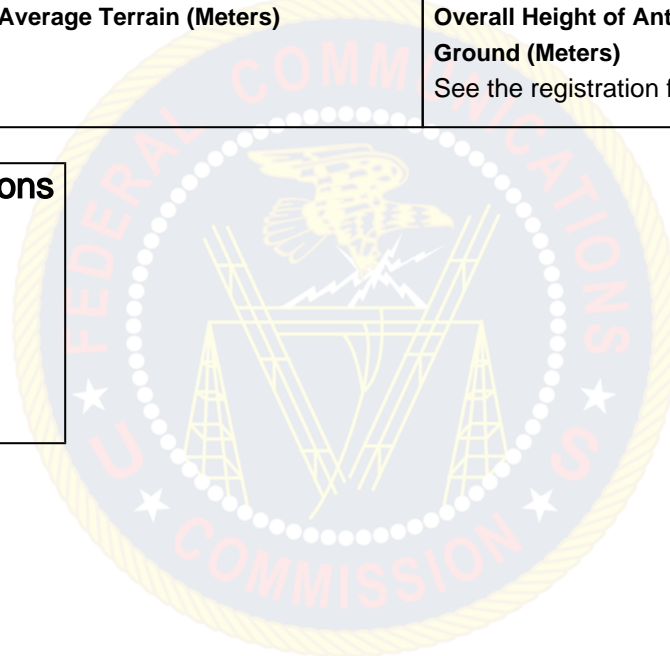 Average Terrain (Meters)
Overall Height of Ant
Ground (Meters)
See the registration f
ons
FEDERAL COMMUNICATIONS
COMMISSION
U S